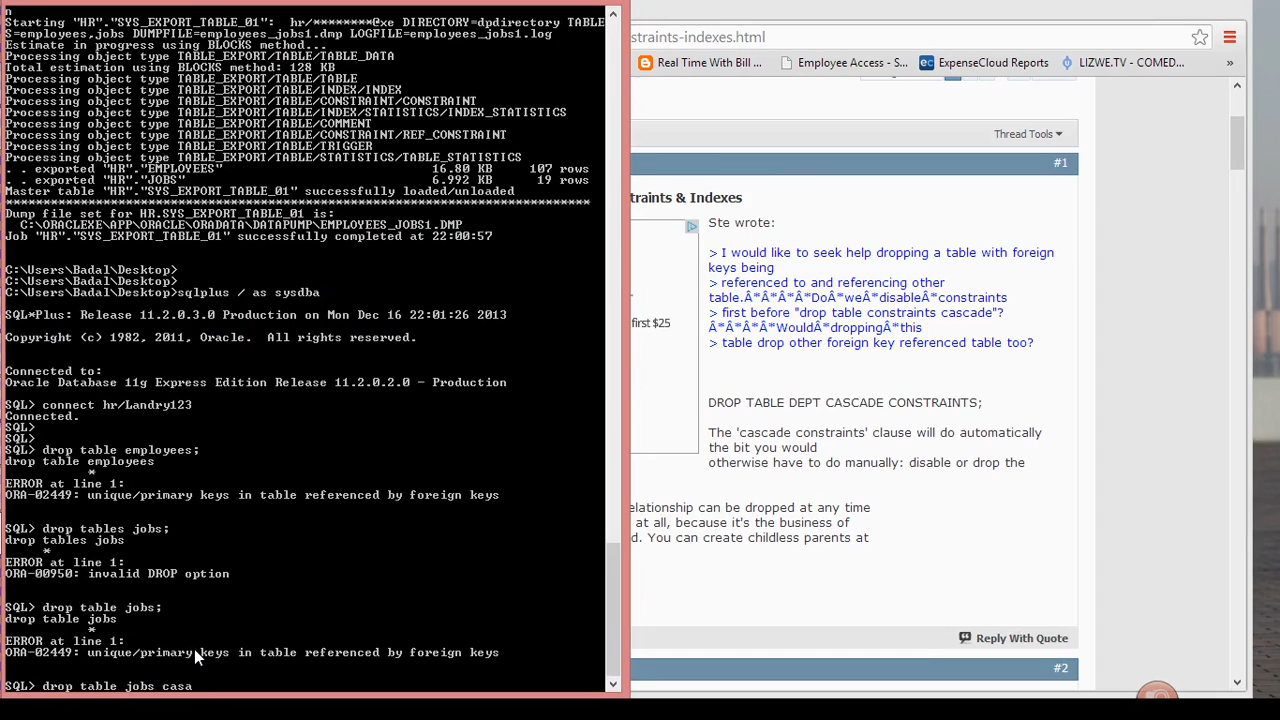 n
Starting "HR"."SYS_EXPORT_TABLE_01":  hr/********@xe DIRECTORY=dpdirectory TABLE
S=employees,jobs DUMPFILE=employees_jobs1.dmp LOGFILE=employees_jobs1.log
Estimate in progress using BLOCKS method...
Processing object type TABLE_EXPORT/TABLE/TABLE_DATA
Total estimation using BLOCKS method: 128 KB
Processing object type TABLE_EXPORT/TABLE/TABLE
Processing object type TABLE_EXPORT/TABLE/INDEX/INDEX
Processing object type TABLE_EXPORT/TABLE/CONSTRAINT/CONSTRAINT
Processing object type TABLE_EXPORT/TABLE/INDEX/STATISTICS/INDEX_STATISTICS
Processing object type TABLE_EXPORT/TABLE/COMMENT
Processing object type TABLE_EXPORT/TABLE/CONSTRAINT/REF_CONSTRAINT
Processing object type TABLE_EXPORT/TABLE/TRIGGER
Processing object type TABLE_EXPORT/TABLE/STATISTICS/TABLE_STATISTICS
. . exported "HR"."EMPLOYEES"                            16.80 KB     107 rows
. . exported "HR"."JOBS"                                 6.992 KB      19 rows
Master table "HR"."SYS_EXPORT_TABLE_01" successfully loaded/unloaded
******************************************************************************
Dump file set for HR.SYS_EXPORT_TABLE_01 is:
  C:\ORACLEXE\APP\ORACLE\ORADATA\DATAPUMP\EMPLOYEES_JOBS1.DMP
Job "HR"."SYS_EXPORT_TABLE_01" successfully completed at 22:00:57
C:\Users\Badal\Desktop>
C:\Users\Badal\Desktop>
C:\Users\Badal\Desktop>sqlplus / as sysdba
SQL*Plus: Release 11.2.0.3.0 Production on Mon Dec 16 22:01:26 2013
Copyright (c) 1982, 2011, Oracle.  All rights reserved.
Connected to:
Oracle Database 11g Express Edition Release 11.2.0.2.0 - Production
SQL> connect hr/Landry123
Connected.
SQL>
SQL>
SQL> drop table employees;
drop table employees
*
ERROR at line 1:
ORA-02449: unique/primary keys in table referenced by foreign keys
SQL> drop tables jobs;
drop tables jobs
*
ERROR at line 1:
ORA-00950: invalid DROP option
SQL> drop table jobs;
drop table jobs
*
ERROR at line 1:
ORA-02449: unique/primary keys in table referenced by foreign keys
SQL> drop table jobs casa
straints-indexes.html
Real Time With Bill ... Employee Access - S... ExpenseCloud Reports LIZWE.TV - COMED... »
Thread Tools
#1
traints & Indexes
Ste wrote:
> I would like to seek help dropping a table with foreign
keys being
> referenced to and referencing other
table.Â*Â*Â*Â*DoÂ*weÂ*disableÂ*constraints
> first before "drop table constraints cascade"?
Â*Â*Â*Â*WouldÂ*droppingÂ*this
> table drop other foreign key referenced table too?
first $25
DROP TABLE DEPT CASCADE CONSTRAINTS;
The 'cascade constraints' clause will do automatically
the bit you would
otherwise have to do manually: disable or drop the
elationship can be dropped at any time
at all, because it's the business of
d. You can create childless parents at
Reply With Quote
#2